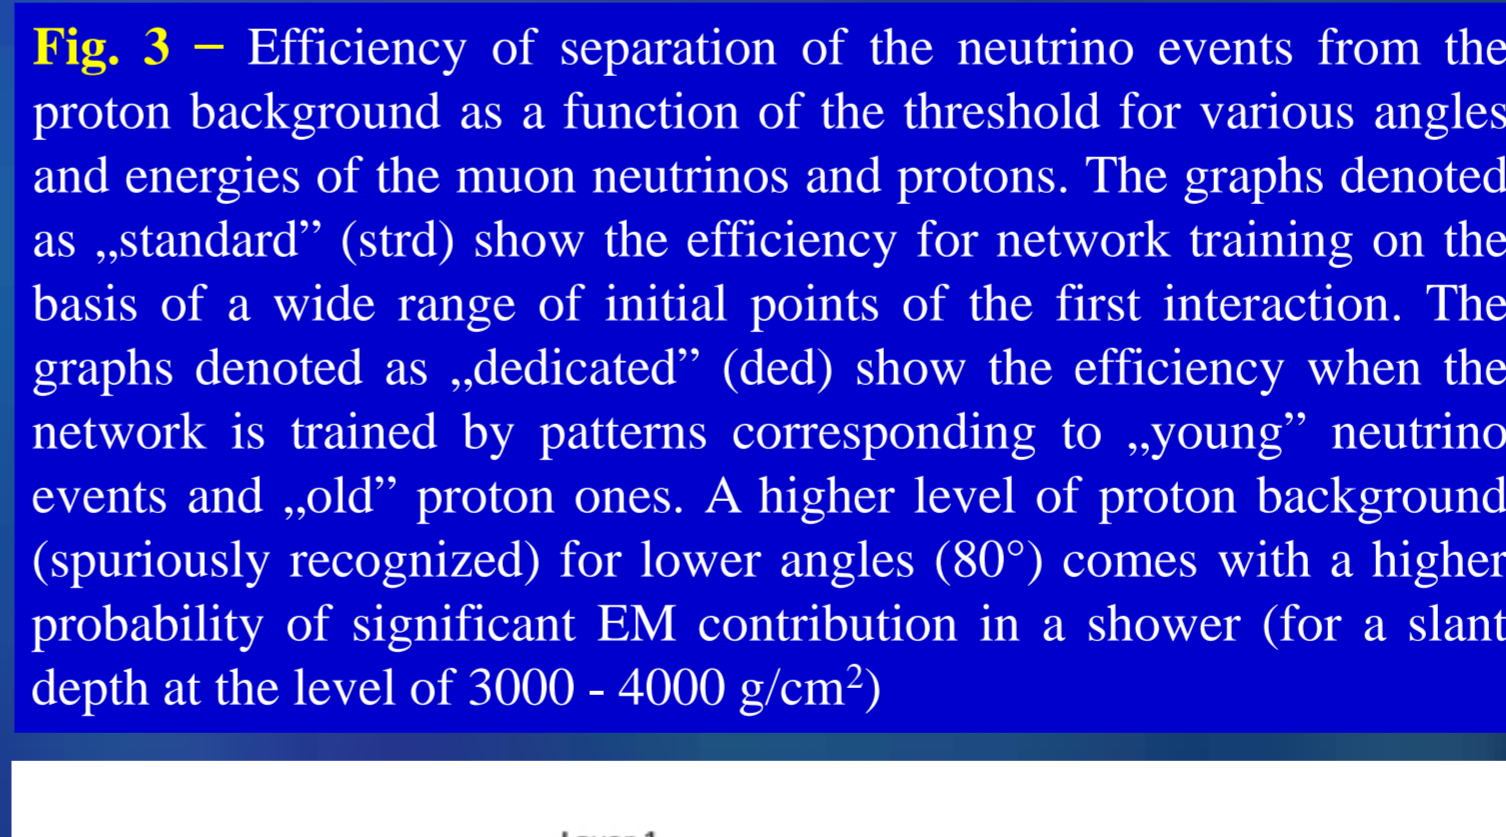 Fig. 3 – Efficiency of separation of the neutrino events from the
proton background as a function of the threshold for various angles
and energies of the muon neutrinos and protons. The graphs denoted
as „standard” (strd) show the efficiency for network training on the
basis of a wide range of initial points of the first interaction. The
graphs denoted as „dedicated” (ded) show the efficiency when the
network is trained by patterns corresponding to „young” neutrino
events and „old” proton ones. A higher level of proton background
(spuriously recognized) for lower angles (80°) comes with a higher
probability of significant EM contribution in a shower (for a slant
depth at the level of 3000 - 4000 g/cm²)